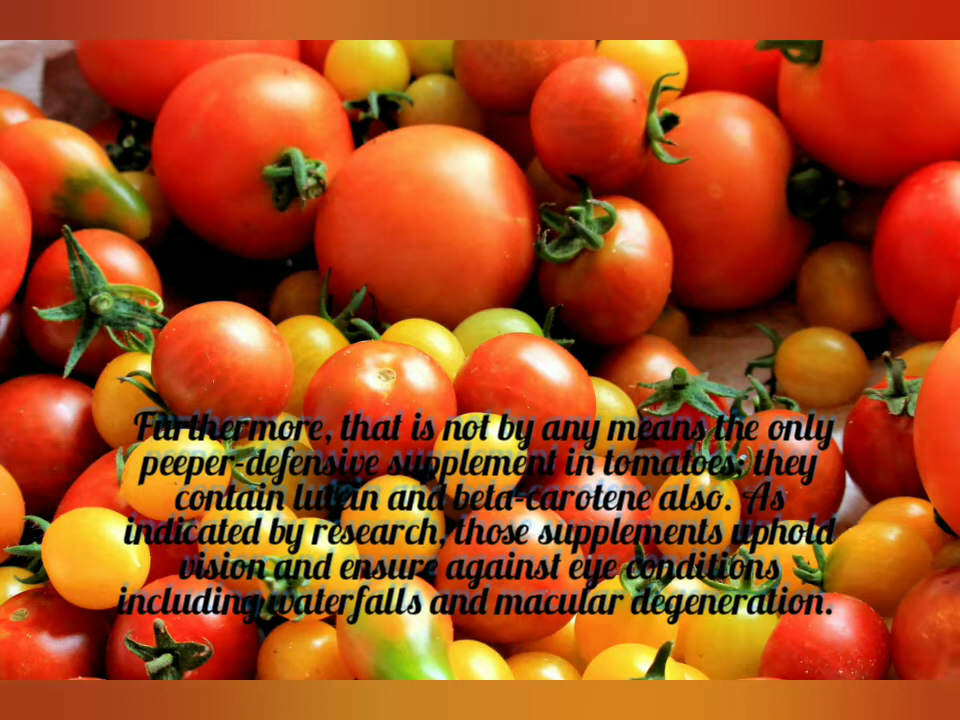 Furthermore, that is not by any means the only
peeper-defensive supplement in tomatoes; they
contain lutein and beta-carotene also. As
indicated by research, those supplements uphold
vision and ensure against eye conditions
including waterfalls and macular degeneration.